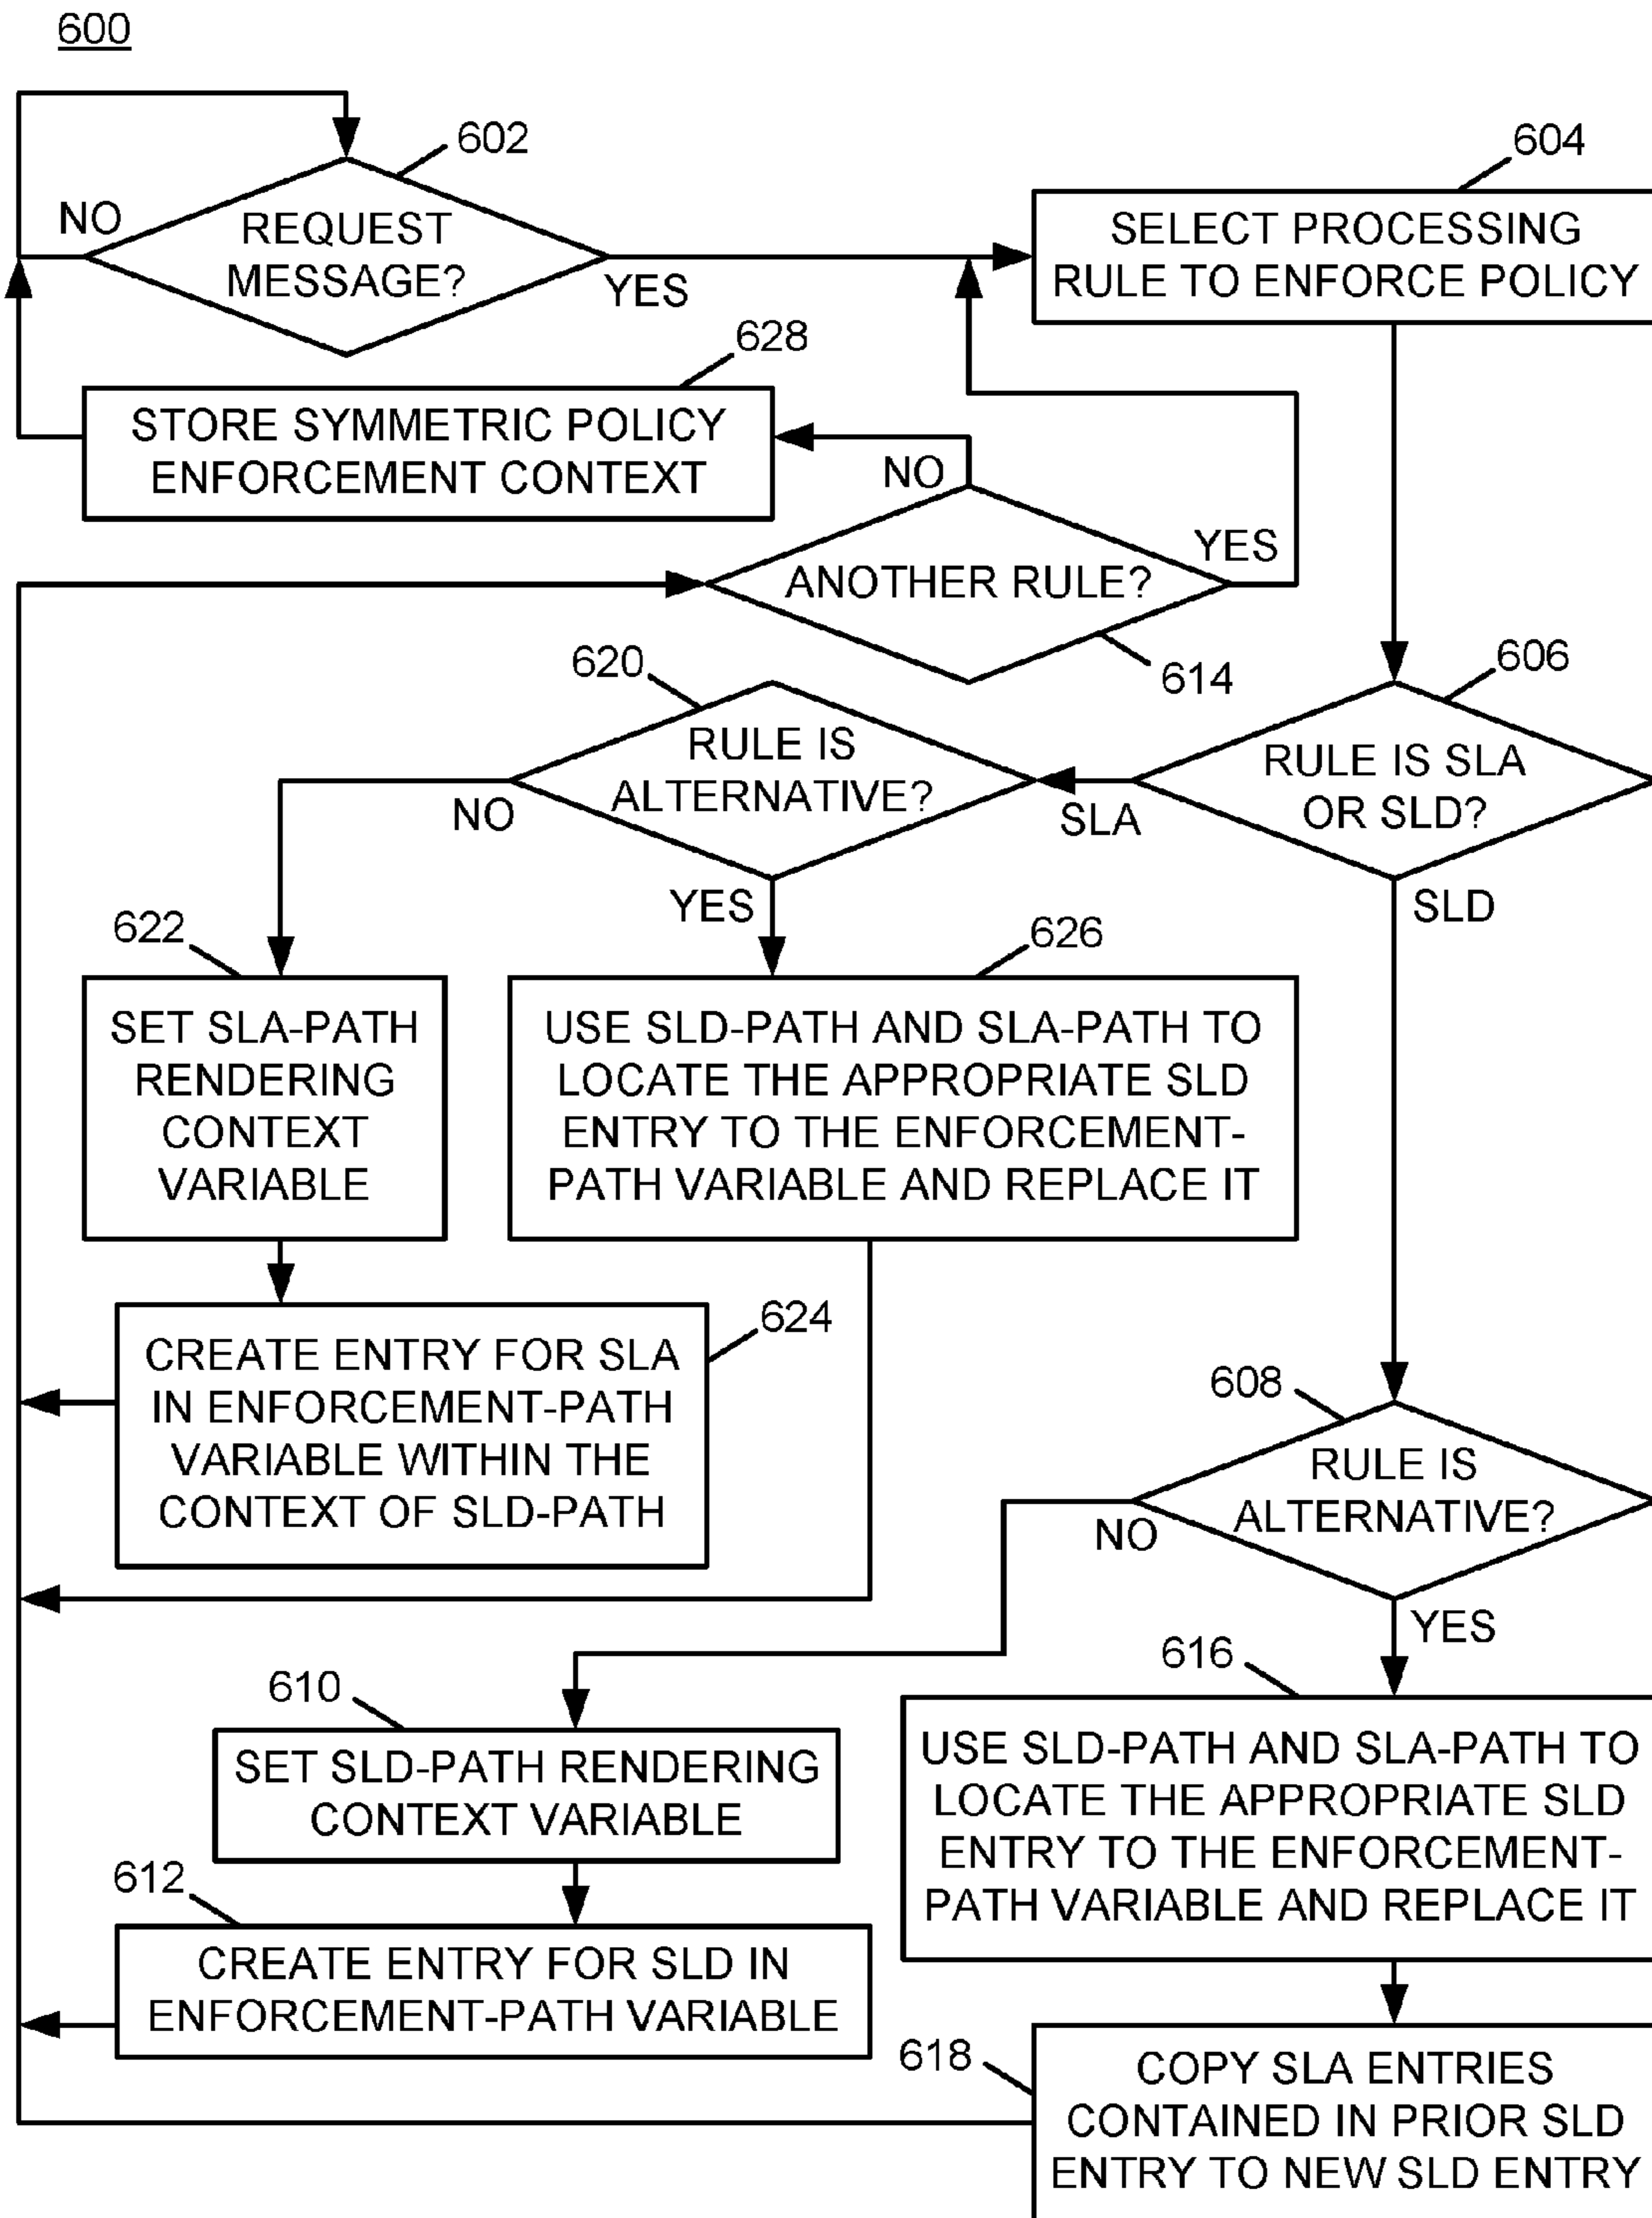 600
602
604
NO
REQUEST
MESSAGE?
YES
SELECT PROCESSING
RULE TO ENFORCE POLICY
628
STORE SYMMETRIC POLICY
ENFORCEMENT CONTEXT
NO
YES
ANOTHER RULE?
614
620
606
RULE IS
ALTERNATIVE?
NO
YES
SLA
RULE IS SLA
OR SLD?
SLD
622
626
SET SLA-PATH
RENDERING
CONTEXT
VARIABLE
USE SLD-PATH AND SLA-PATH TO
LOCATE THE APPROPRIATE SLD
ENTRY TO THE ENFORCEMENT-
PATH VARIABLE AND REPLACE IT
624
CREATE ENTRY FOR SLA
IN ENFORCEMENT-PATH
VARIABLE WITHIN THE
CONTEXT OF SLD-PATH
608
RULE IS
ALTERNATIVE?
NO
YES
610
SET SLD-PATH RENDERING
CONTEXT VARIABLE
616
USE SLD-PATH AND SLA-PATH TO
LOCATE THE APPROPRIATE SLD
ENTRY TO THE ENFORCEMENT-
PATH VARIABLE AND REPLACE IT
612
CREATE ENTRY FOR SLD IN
ENFORCEMENT-PATH VARIABLE
618
COPY SLA ENTRIES
CONTAINED IN PRIOR SLD
ENTRY TO NEW SLD ENTRY